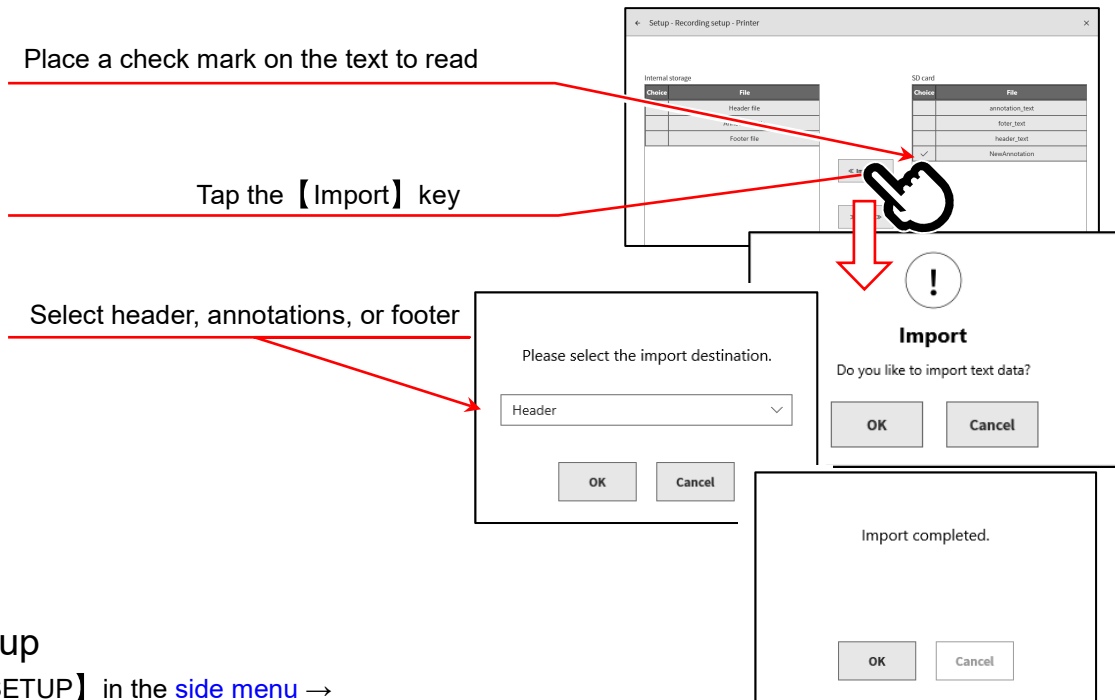 ← Setup - Recording setup - Printer ×
Place a check mark on the text to read
Internal storage
Choice File
Header file
Footer file
SD card
Choice File
annotation_text
foter_text
header_text
✓ NewAnnotation
Tap the【Import】key
!
Import
Do you like to import text data?
OK Cancel
Select header, annotations, or footer
Please select the import destination.
Header
OK Cancel
Import completed.
OK Cancel
up
SETUP】in the side menu →